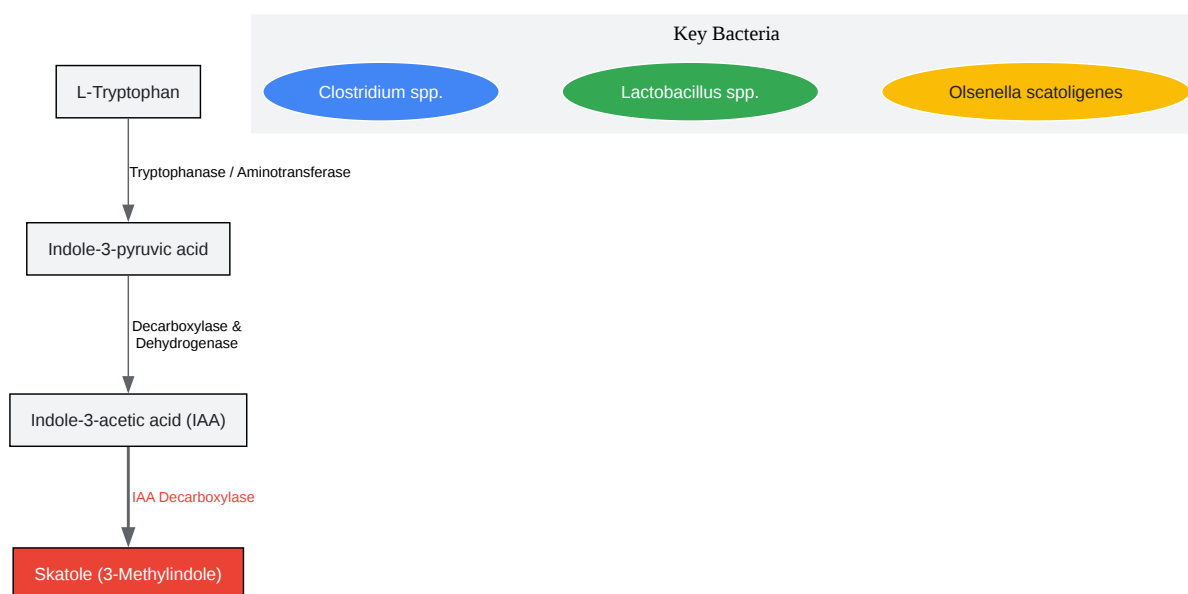 Key Bacteria
L-Tryptophan
Clostridium spp.
Lactobacillus spp.
Olsenella scatoligenes
Tryptophanase / Aminotransferase
Indole-3-pyruvic acid
Decarboxylase &
Dehydrogenase
Indole-3-acetic acid (IAA)
IAA Decarboxylase
Skatole (3-Methylindole)